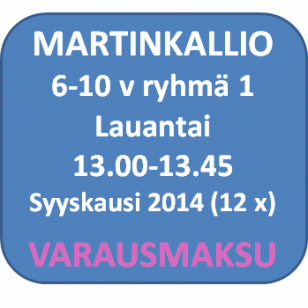 MARTINKALLIO
6-10 v ryhmä 1
Lauantai
13.00-13.45
Syyskausi 2014 (12 x)
VARAUSMAKSU